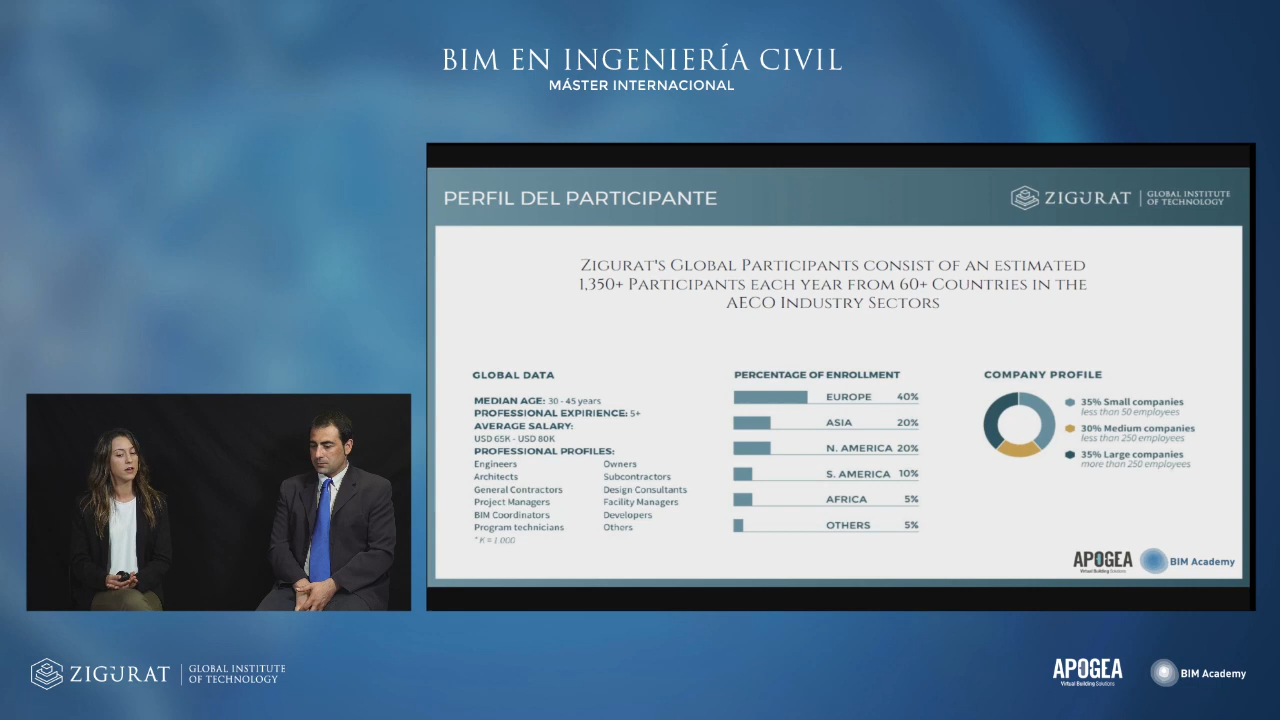 BIM EN INGENIERÍA CIVIL
MÁSTER INTERNACIONAL
PERFIL DEL PARTICIPANTE
ZIGURAT GLOBAL INSTITUTE
OF TECHNOLOGY
ZIGURAT'S GLOBAL PARTICIPANTS CONSIST OF AN ESTIMATED
1,350+ PARTICIPANTS EACH YEAR FROM 60+ COUNTRIES IN THE
AECO INDUSTRY SECTORS
GLOBAL DATA
MEDIAN AGE: 30 - 45 years
PROFESSIONAL EXPIRIENCE: 5+
AVERAGE SALARY:
USD 65K - USD 80K
PROFESSIONAL PROFILES:
Engineers
Architects
General Contractors
Project Managers
BIM Coordinators
Program technicians
* K = 1.000
Owners
Subcontractors
Design Consultants
Facility Managers
Developers
Others
PERCENTAGE OF ENROLLMENT
EUROPE 40%
ASIA 20%
N. AMERICA 20%
S. AMERICA 10%
AFRICA 5%
OTHERS 5%
COMPANY PROFILE
35% Small companies
less than 50 employees
30% Medium companies
less than 250 employees
35% Large companies
more than 250 employees
APOGEA
Virtual Building Solutions
BIM Academy
ZIGURAT GLOBAL INSTITUTE
OF TECHNOLOGY
APOGEA
Virtual Building Solutions
BIM Academy